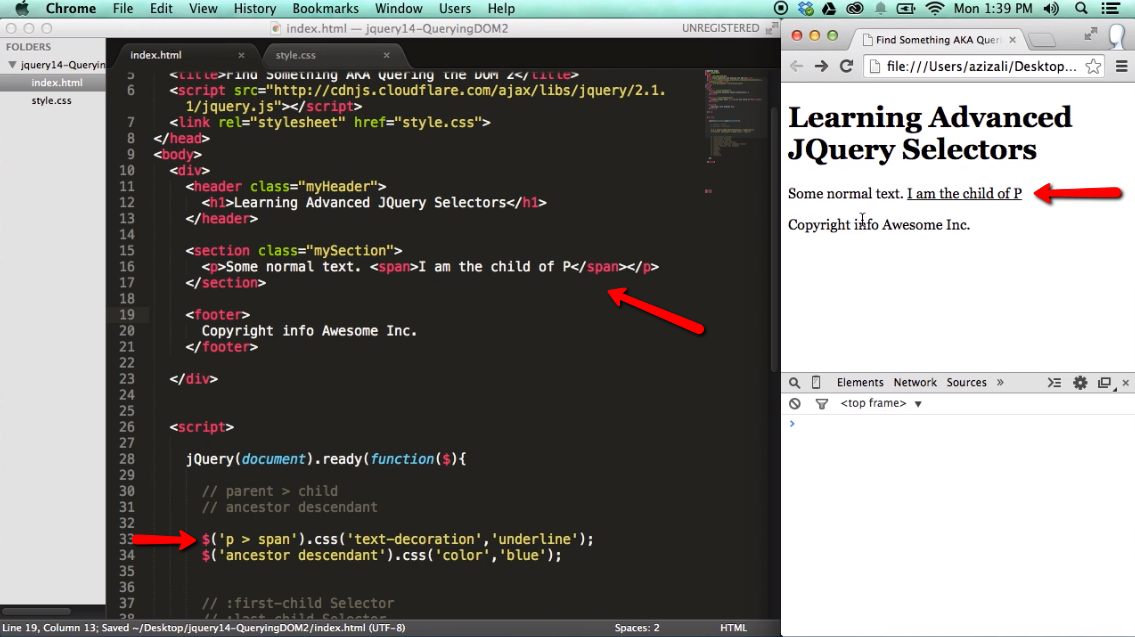 Chrome File Edit View History Bookmarks Window Users Help Mon 1:39 PM
index.html — jquery14-QueryingDOM2 UNREGISTERED
FOLDERS
jquery14-Querying
index.html
style.css
index.html × style.css ×
5 <title>Find Something AKA Quering the DOM 2</title>
6 <script src="http://cdnjs.cloudflare.com/ajax/libs/jquery/2.1.
1/jquery.js"></script>
7 <link rel="stylesheet" href="style.css">
8 </head>
9 <body>
10 <div>
11 <header class="myHeader">
12 <h1>Learning Advanced JQuery Selectors</h1>
13 </header>
14
15 <section class="mySection">
16 <p>Some normal text. <span>I am the child of P</span></p>
17 </section>
18
19 <footer>
20 Copyright info Awesome Inc.
21 </footer>
22
23 </div>
24
25
26 <script>
27
28 jQuery(document).ready(function($){
29
30 // parent > child
31 // ancestor descendant
32
33 $('p > span').css('text-decoration','underline');
34 $('ancestor descendant').css('color','blue');
35
36
37 // :first-child Selector
38 // :last-child Selector
Line 19, Column 13; Saved ~/Desktop/jquery14-QueryingDOM2/index.html (UTF-8) Spaces: 2 HTML
Find Something AKA Queri ×
file:///Users/azizali/Desktop...
Learning Advanced
JQuery Selectors
Some normal text. I am the child of P
Copyright info Awesome Inc.
Elements Network Sources » ×
<top frame> ▼
>